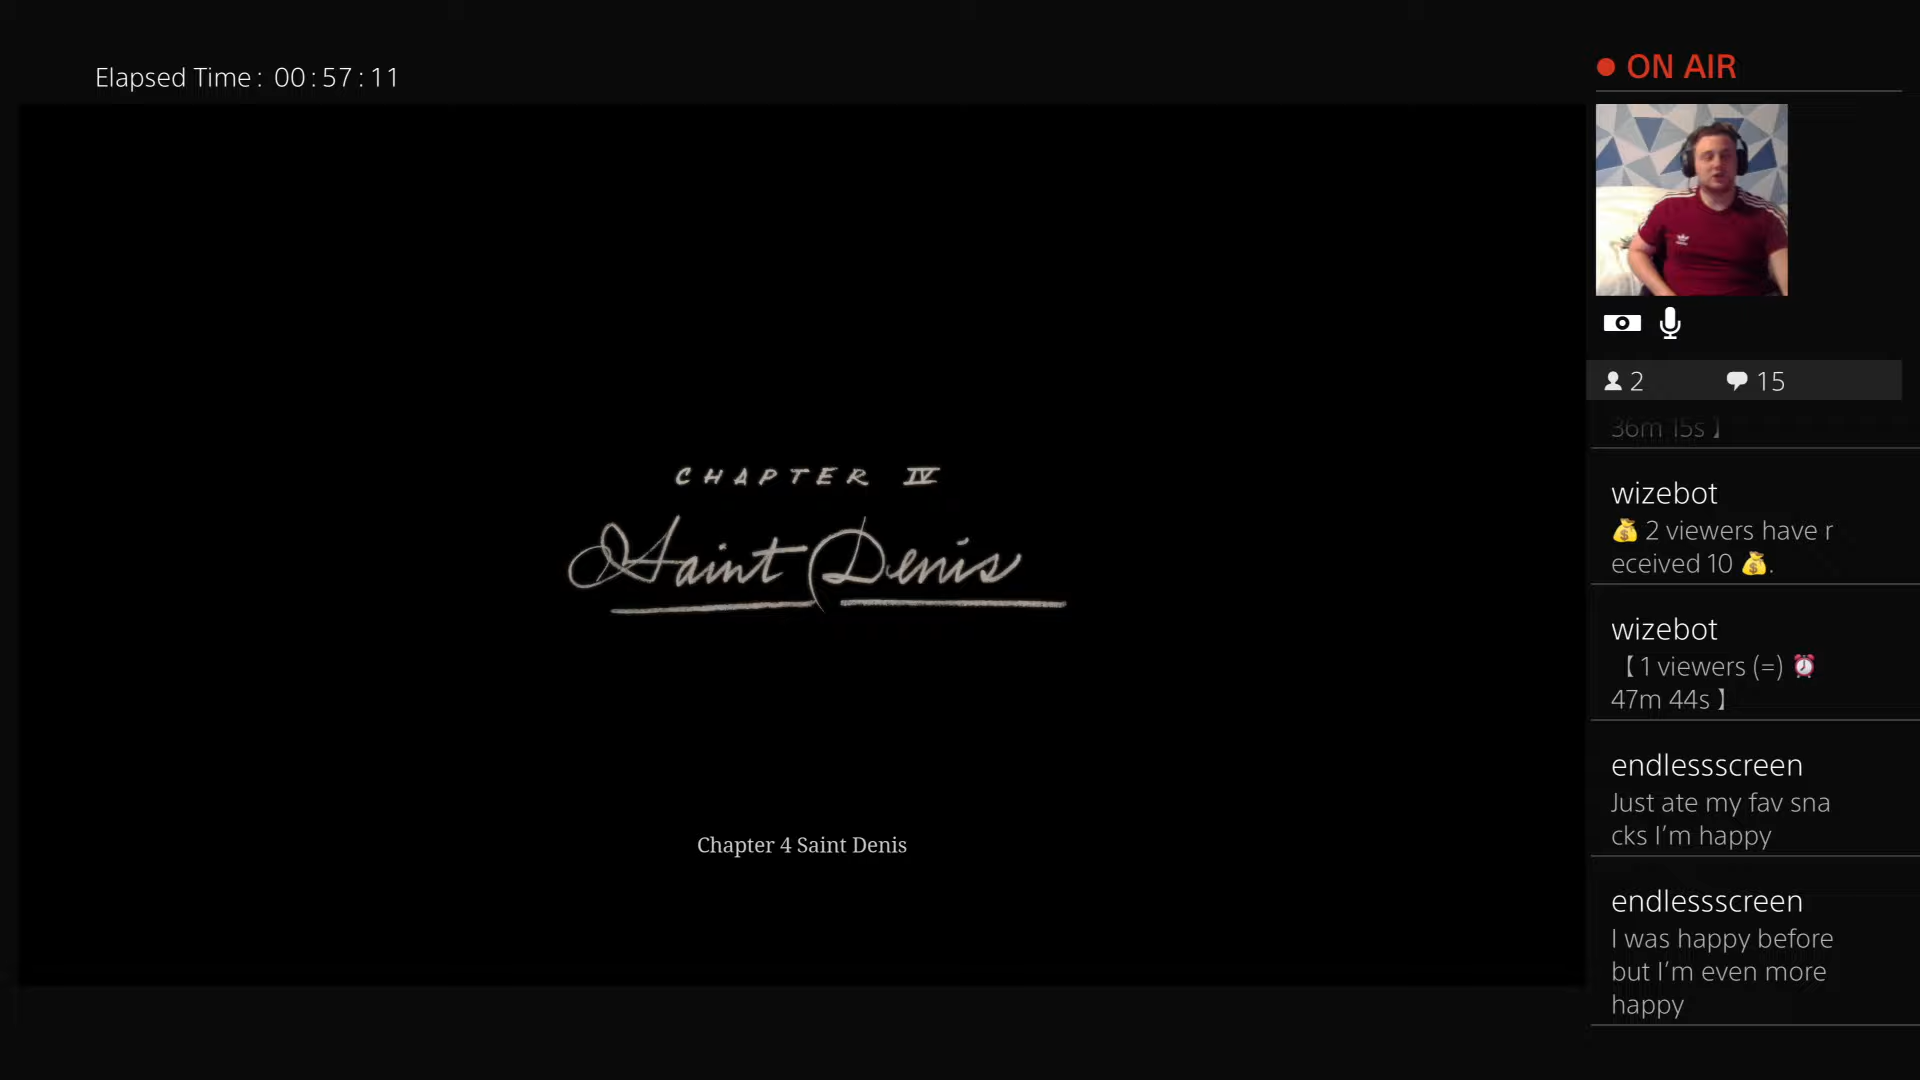 Elapsed Time: 00:57:11
ON AIR
2
15
36m 15s】
wizebot
💰 2 viewers have r
eceived 10 💰.
wizebot
【1 viewers (=) ⏰
47m 44s】
endlessscreen
Just ate my fav sna
cks I'm happy
endlessscreen
I was happy before
but I'm even more
happy
CHAPTER IV
Saint Denis
Chapter 4 Saint Denis